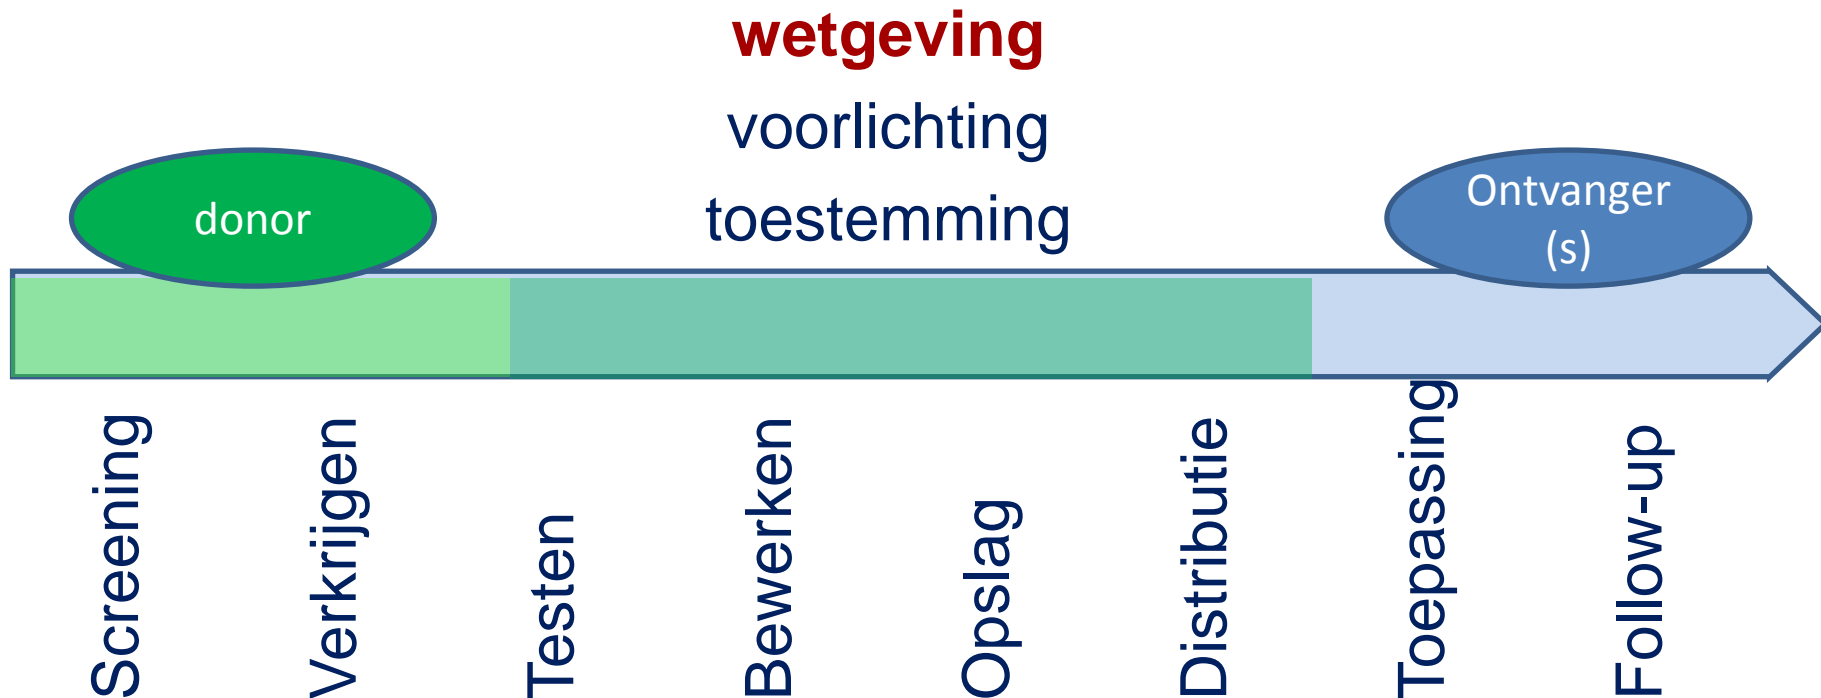 wetgeving
voorlichting
toestemming
donor
Ontvanger
(s)
Screening
Verkrijgen
Testen
Bewerken
Opslag
Distributie
Toepassing
Follow-up